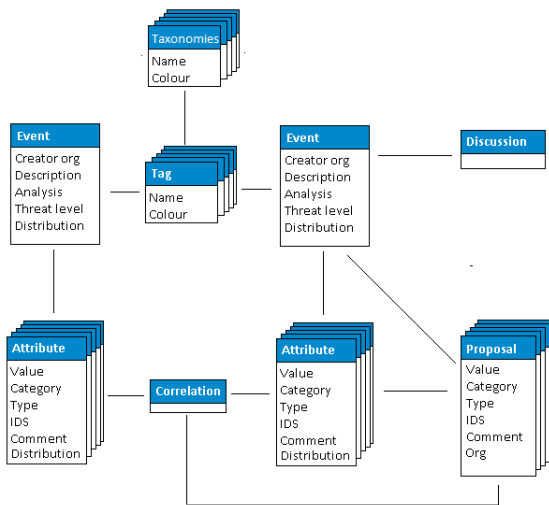 Taxonomies
Name
Colour
Event
Creator org
Description
Analysis
Threat level
Distribution
Tag
Name
Colour
Event
Creator org
Description
Analysis
Threat level
Distribution
Discussion
Attribute
Value
Category
Type
IDS
Comment
Distribution
Correlation
Attribute
Value
Category
Type
IDS
Comment
Distribution
Proposal
Value
Category
Type
IDS
Comment
Org